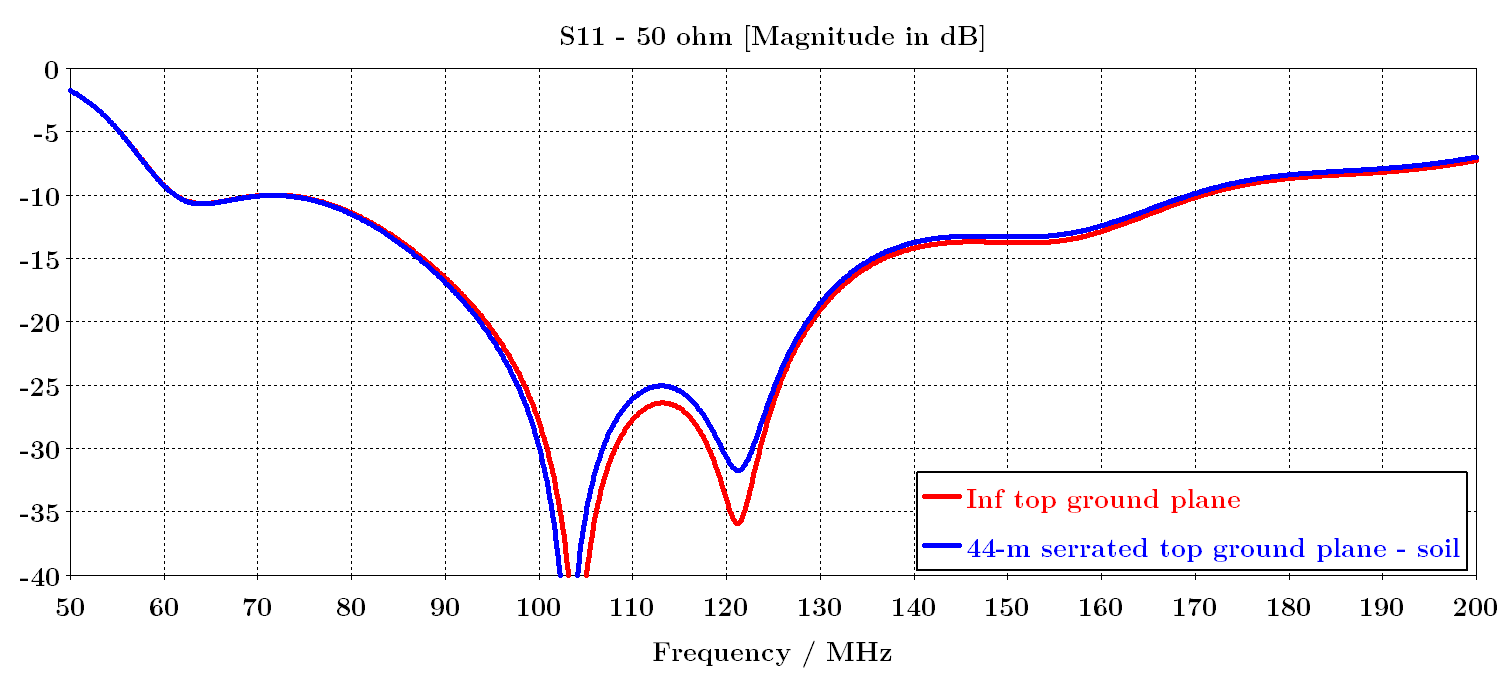 S11 - 50 ohm [Magnitude in dB]
0
-5
-10
-15
-20
-25
-30
-35
-40
Inf top ground plane
44-m serrated top ground plane - soil
50 60 70 80 90 100 110 120 130 140 150 160 170 180 190 200
Frequency / MHz